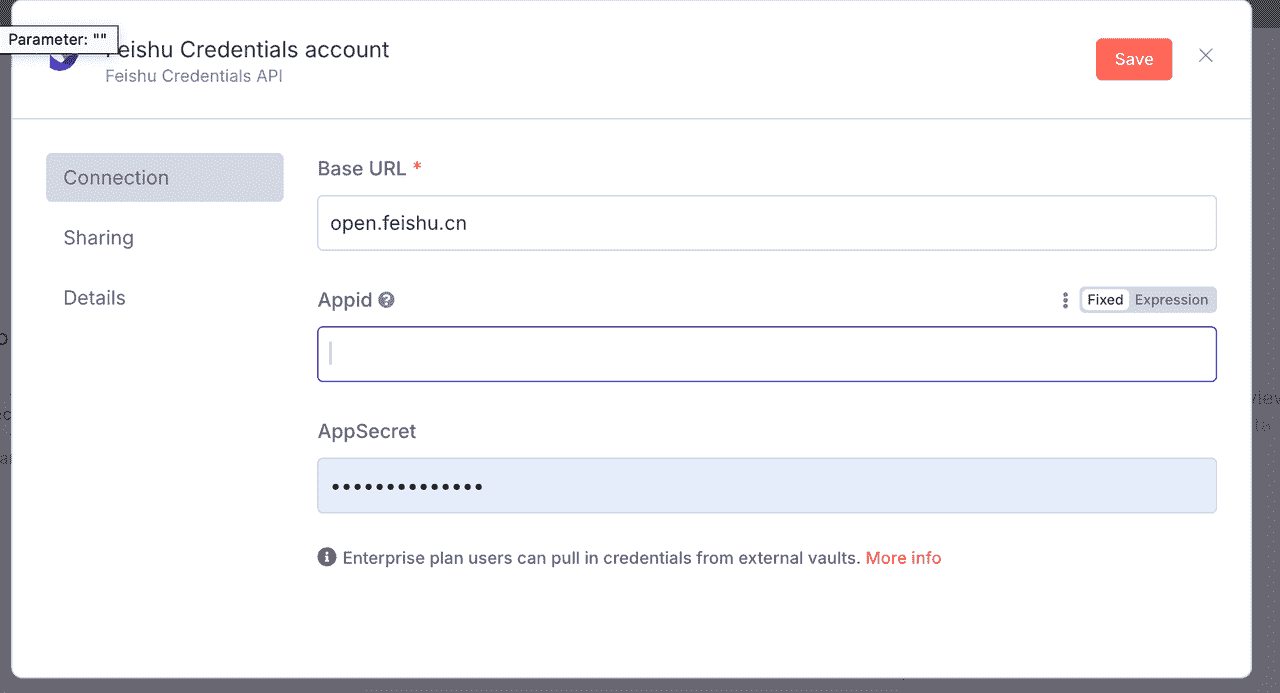 Parameter: ""
Feishu Credentials account
Feishu Credentials API
Save
Connection
Sharing
Details
Base URL *
open.feishu.cn
Appid
Fixed
Expression
AppSecret
••••••••••••••
Enterprise plan users can pull in credentials from external vaults. More info